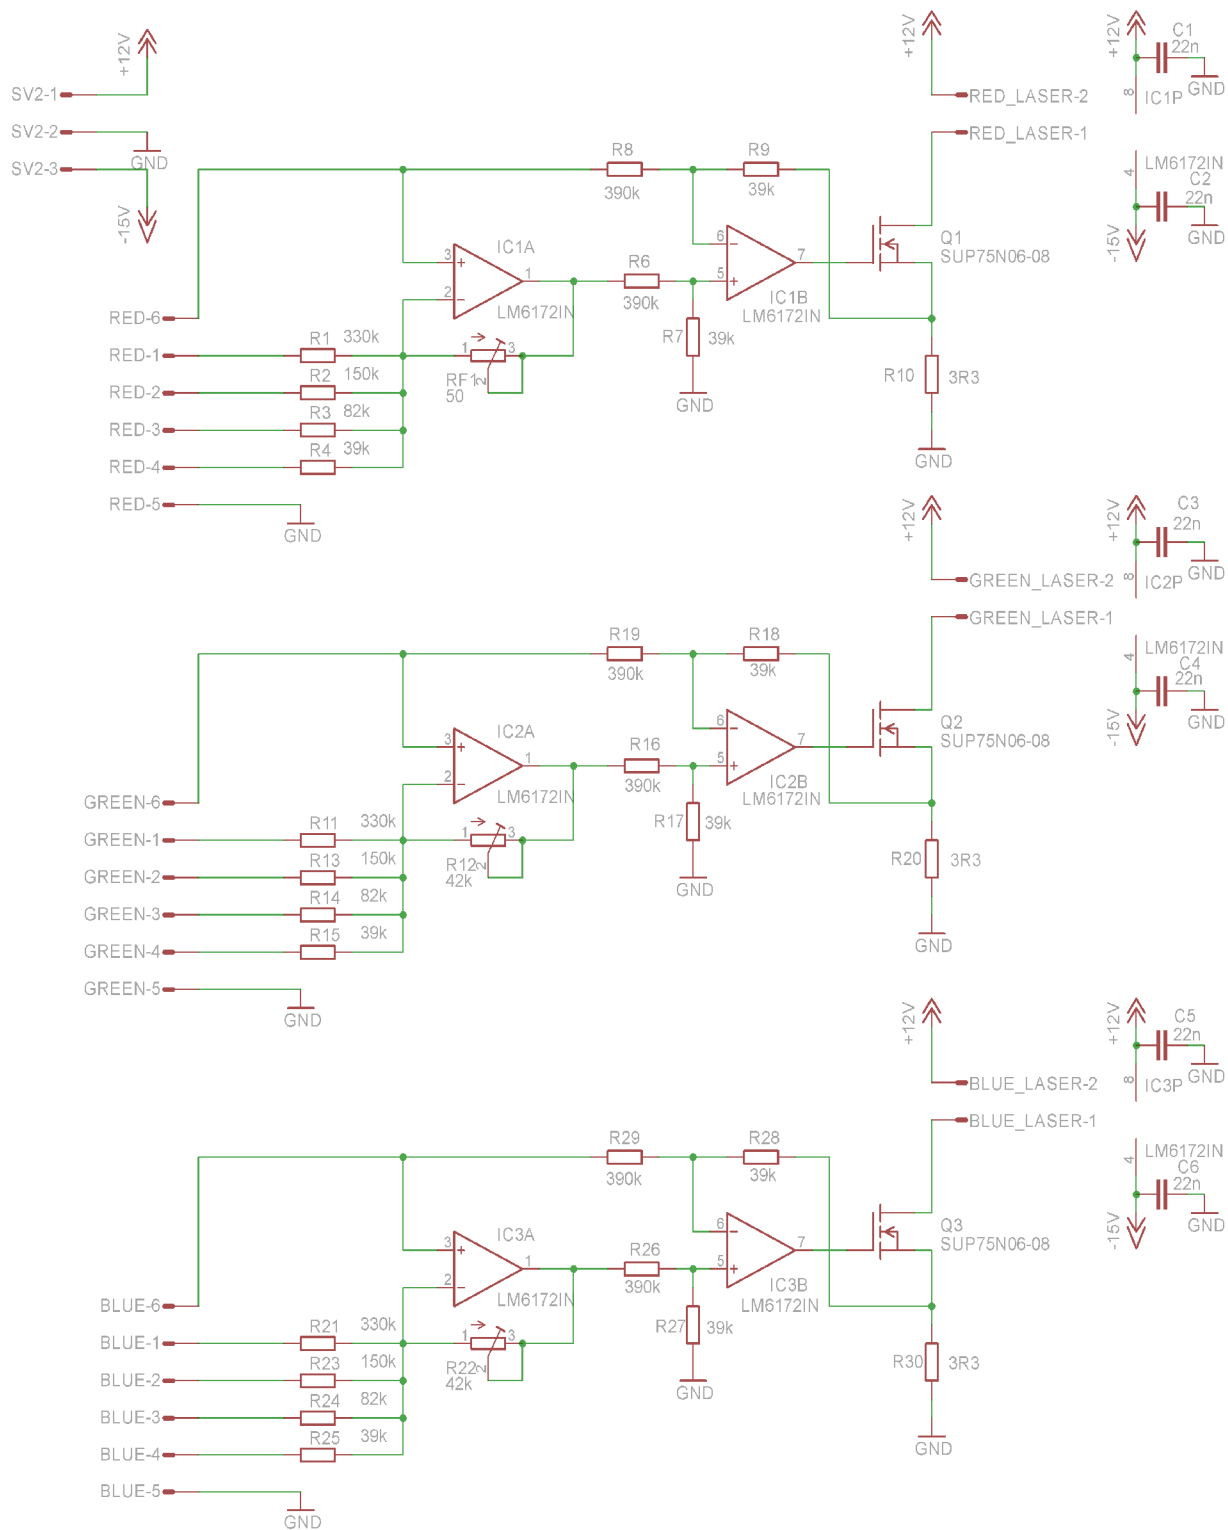 +12V
SV2-1
SV2-2
GND
SV2-3
-15V
+12V
RED_LASER-2
RED_LASER-1
+12V
C1
22n
GND
8
IC1P
4
LM6172IN
C2
22n
GND
-15V
R8
390k
R9
39k
3
+
2
−
IC1A
1
LM6172IN
R6
390k
6
−
5
+
7
IC1B
LM6172IN
Q1
SUP75N06-08
R7
39k
GND
R10
3R3
GND
RED-6
RED-1
R1
330k
RED-2
R2
150k
RED-3
R3
82k
RED-4
R4
39k
RED-5
GND
1
3
RF1
2
50
+12V
GREEN_LASER-2
GREEN_LASER-1
+12V
C3
22n
GND
8
IC2P
4
LM6172IN
C4
22n
GND
-15V
R19
390k
R18
39k
3
+
2
−
IC2A
1
LM6172IN
R16
390k
6
−
5
+
7
IC2B
LM6172IN
Q2
SUP75N06-08
R17
39k
GND
R20
3R3
GND
GREEN-6
GREEN-1
R11
330k
GREEN-2
R13
150k
GREEN-3
R14
82k
GREEN-4
R15
39k
GREEN-5
GND
1
3
R12
2
42k
+12V
BLUE_LASER-2
BLUE_LASER-1
+12V
C5
22n
GND
8
IC3P
4
LM6172IN
C6
22n
GND
-15V
R29
390k
R28
39k
3
+
2
−
IC3A
1
LM6172IN
R26
390k
6
−
5
+
7
IC3B
LM6172IN
Q3
SUP75N06-08
R27
39k
GND
R30
3R3
GND
BLUE-6
BLUE-1
R21
330k
BLUE-2
R23
150k
BLUE-3
R24
82k
BLUE-4
R25
39k
BLUE-5
GND
1
3
R22
2
42k